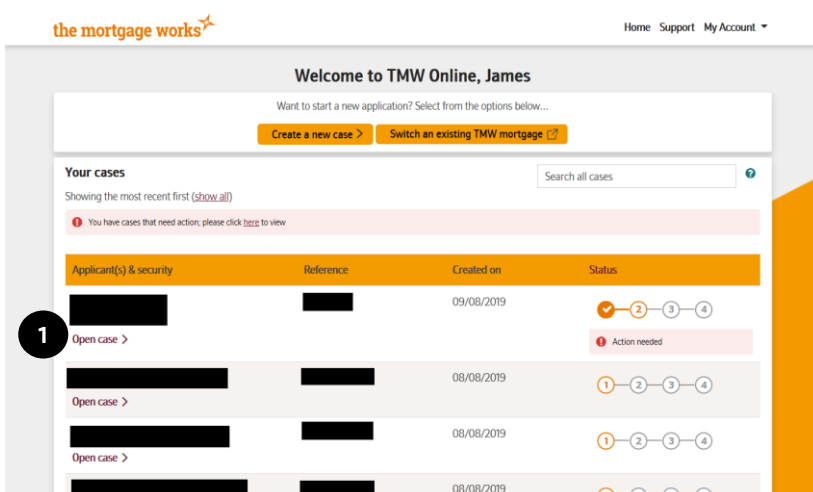 the mortgage works
Home Support My Account
Welcome to TMW Online, James
Want to start a new application? Select from the options below...
Create a new case > Switch an existing TMW mortgage
Your cases
Search all cases ?
Showing the most recent first (show all)
! You have cases that need action; please click here to view
Applicant(s) & security Reference Created on Status
09/08/2019 2 3 4
1 Open case > ! Action needed
08/08/2019 1 2 3 4
Open case >
08/08/2019 1 2 3 4
Open case >
08/08/2019